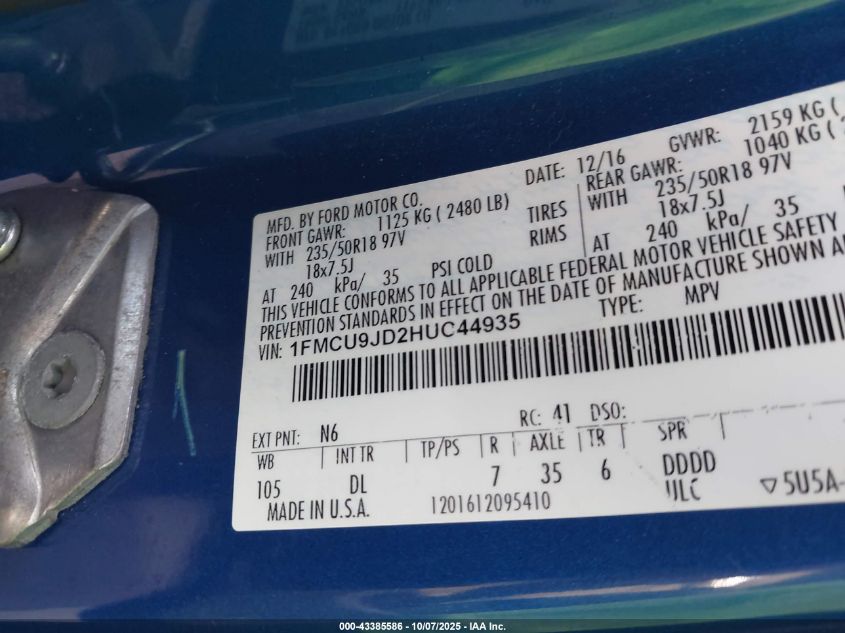 MFD. BY FORD MOTOR CO. DATE: 12/16 GVWR: 2159 KG (
FRONT GAWR: 1125 KG ( 2480 LB) REAR GAWR: 1040 KG (
WITH 235/50R18 97V TIRES WITH 235/50R18 97V
18x7.5J RIMS 18x7.5J
AT 240 kPa/ 35 PSI COLD AT 240 kPa/ 35
THIS VEHICLE CONFORMS TO ALL APPLICABLE FEDERAL MOTOR VEHICLE SAFETY
PREVENTION STANDARDS IN EFFECT ON THE DATE OF MANUFACTURE SHOWN
VIN: 1FMCU9JD2HUC44935 TYPE: MPV
EXT PNT: N6 RC: 41 DSO:
WB INT TR TP/PS R AXLE TR SPR
105 DL 7 35 6 DDDD
MADE IN U.S.A. 1201612095410 ULC ▽5U5A-
000-43385586 - 10/07/2025 - IAA Inc.